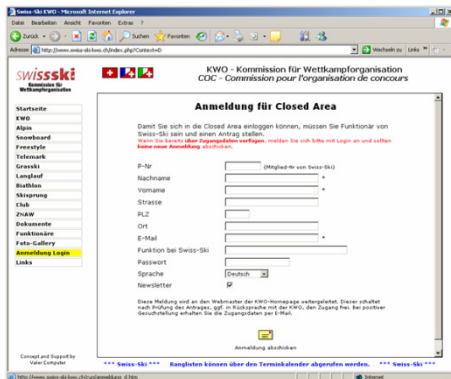 Swiss-Ski KWO - Microsoft Internet Explorer
Datei Bearbeiten Ansicht Favoriten Extras ?
Zurück Suchen Favoriten
Adresse http://www.swiss-ski-kwo.ch/index.php?Context=D Wechseln zu Links
swissski
Kommission für
Wettkampforganisation
KWO - Kommission für Wettkampforganisation
COC - Commission pour l'organisation de concours
Startseite
KWO
Alpin
Snowboard
Freestyle
Telemark
Grasski
Langlauf
Biathlon
Skisprung
Club
ZNAW
Dokumente
Funktionäre
Foto-Gallery
Anmeldung Login
Links
Concept and Support by
Valer Computer
Anmeldung für Closed Area
Damit Sie sich in die Closed Area einloggen können, müssen Sie Funktionär von
Swiss-Ski sein und einen Antrag stellen.
Wenn Sie bereits über Zugangsdaten verfügen, melden Sie sich bitte mit Login an und sollten
keine neue Anmeldung abschicken.
P-Nr (Mitglied-Nr von Swiss-Ski)
Nachname *
Vorname *
Strasse
PLZ
Ort
E-Mail *
Funktion bei Swiss-Ski
Passwort
Sprache Deutsch
Newsletter
Diese Meldung wird an den Webmaster der KWO-Homepage weitergeleitet. Dieser schaltet
nach Prüfung des Antrages, ggf. in Rücksprache mit der KWO, den Zugang frei. Bei positiver
Gesuchstellung erhalten Sie die Zugangsdaten per E-Mail.
Anmeldung abschicken
*** Swiss-Ski *** Ranglisten können über den Terminkalender abgerufen werden. *** Swiss-Ski ***
Internet